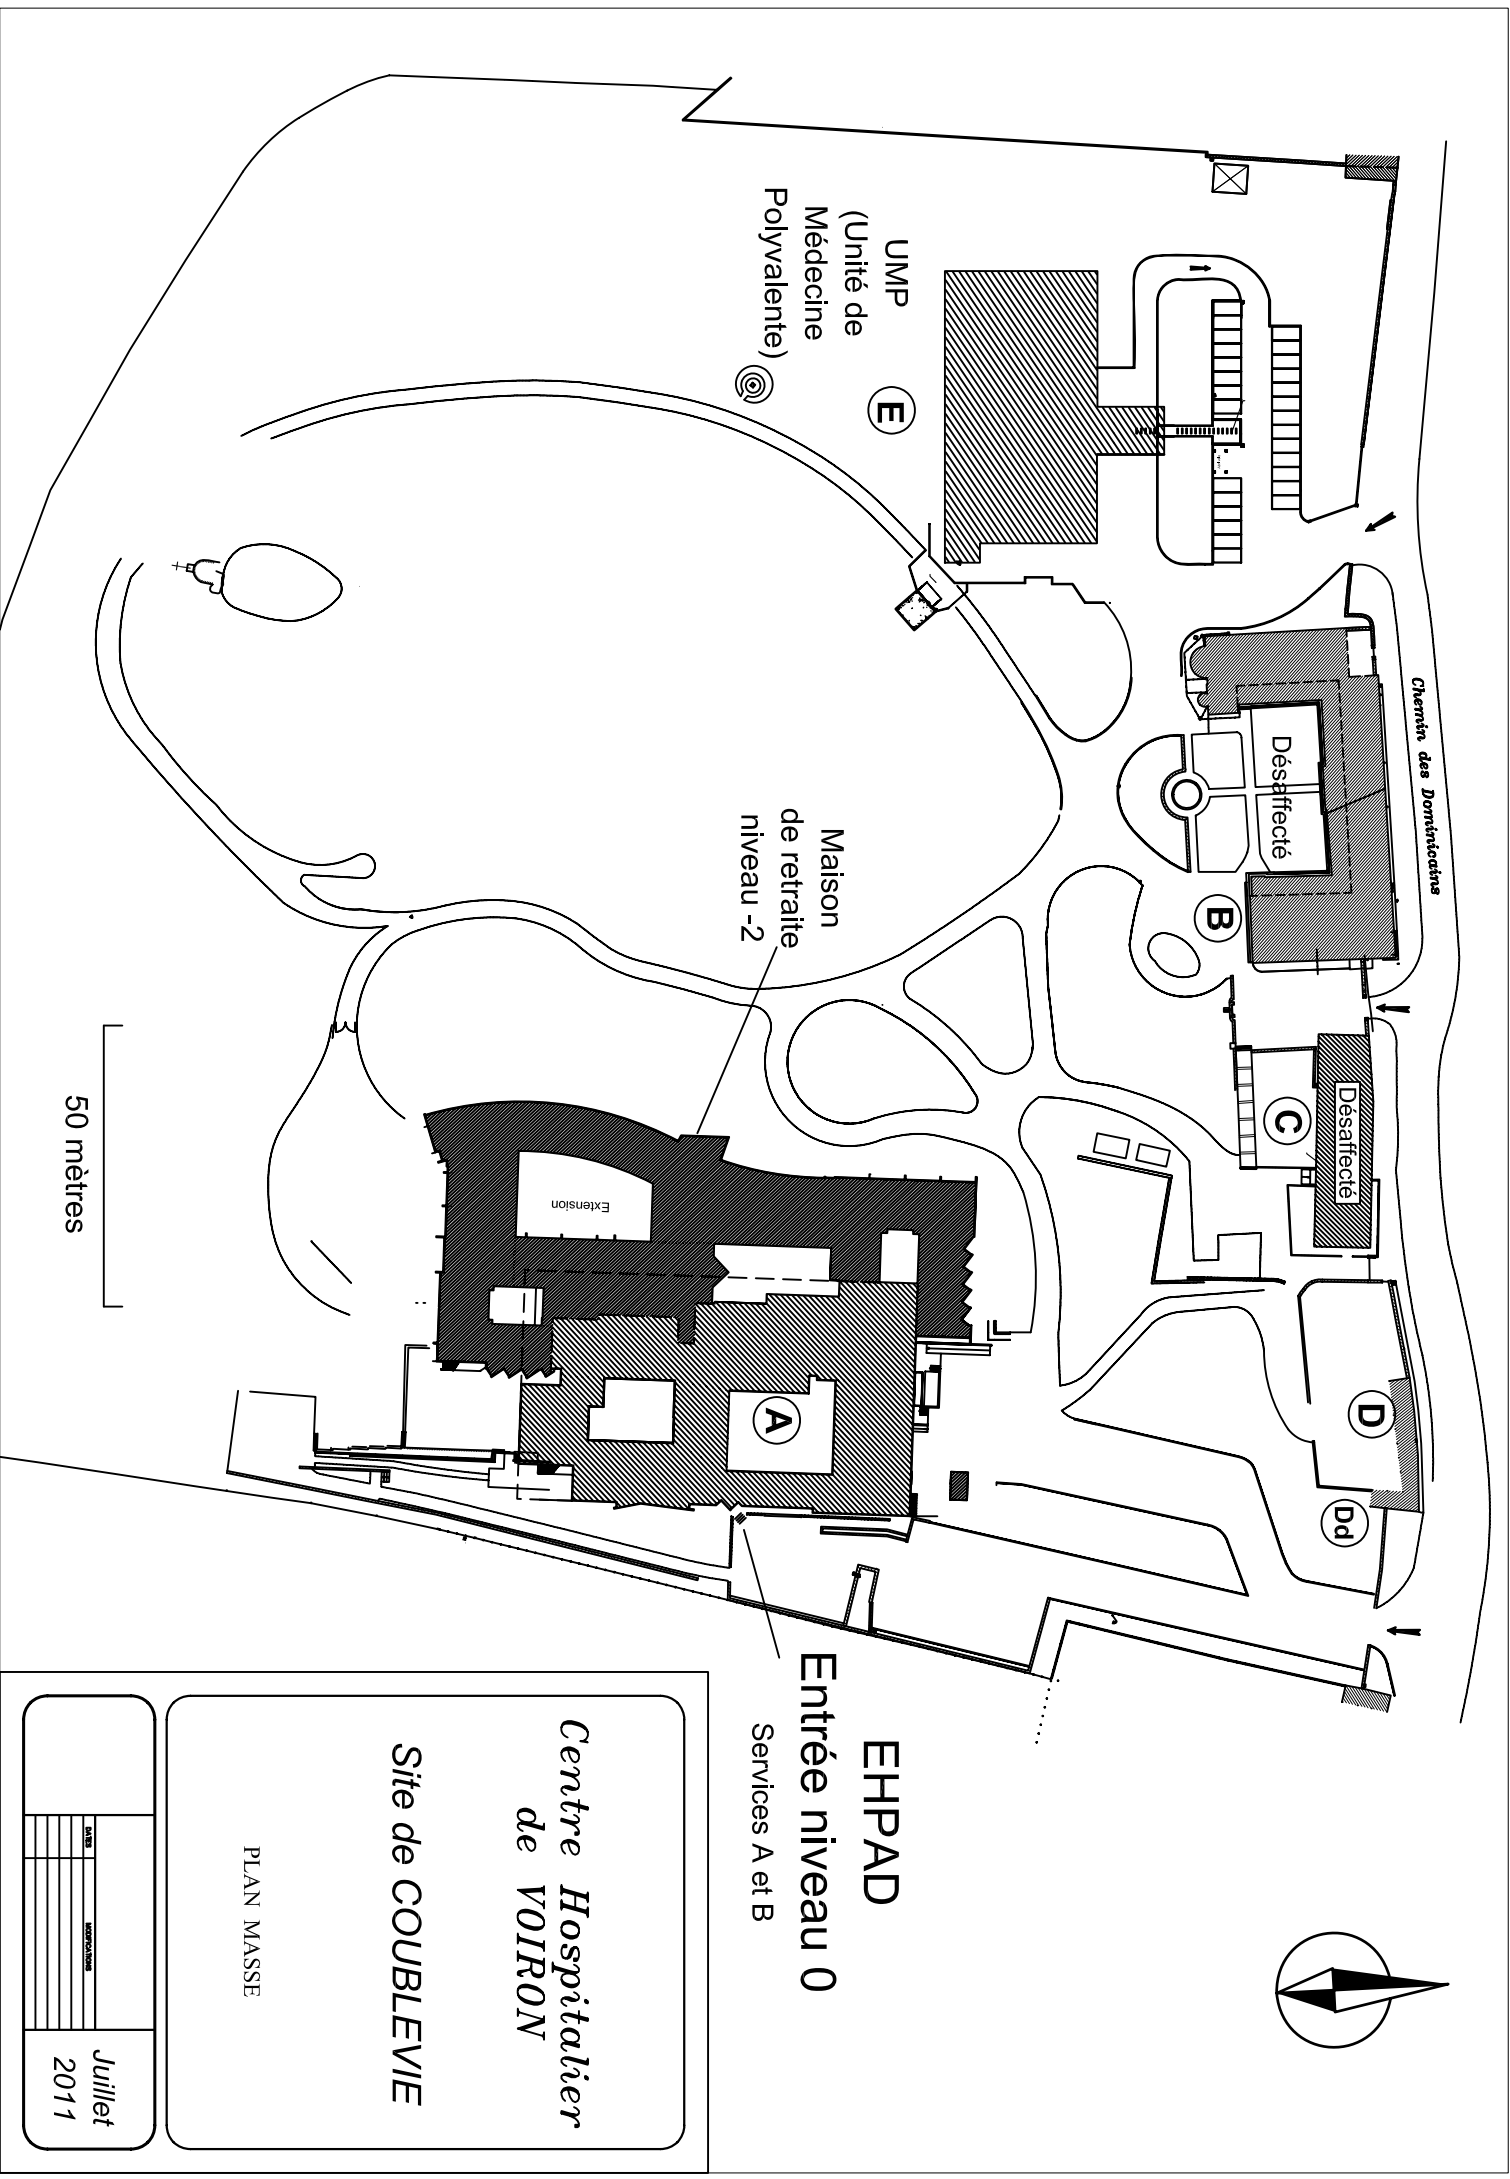 Chemin des Dominicains
Désaffecté
B
Désaffecté
C
D
Dd
UMP
(Unité de
Médecine
Polyvalente)
E
Maison
de retraite
niveau -2
Extension
A
EHPAD
Entrée niveau 0
Services A et B
50 mètres
Centre Hospitalier
de VOIRON
Site de COUBLEVIE
PLAN MASSE
DATES
MODIFICATIONS
Juillet
2011